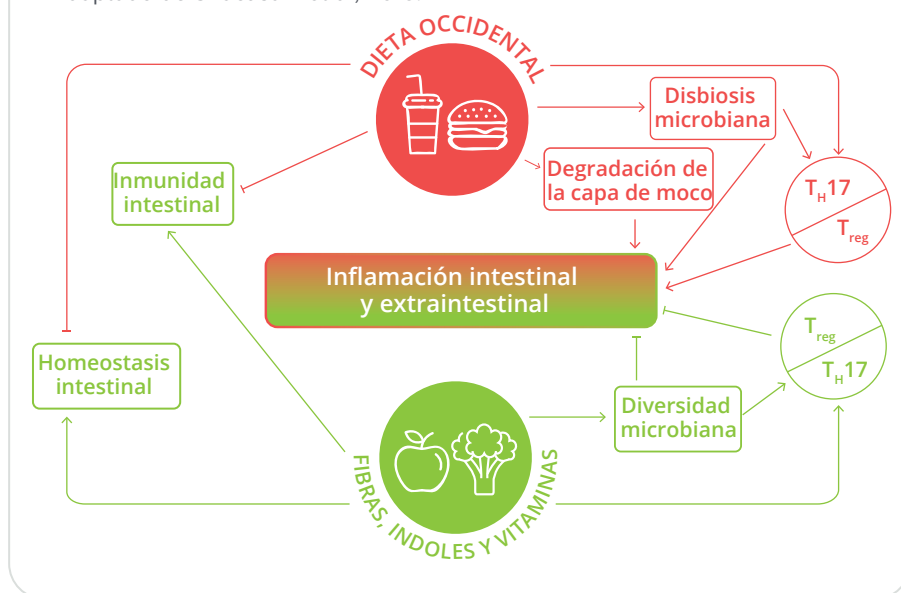 DIETA OCCIDENTAL
Disbiosis
microbiana
Degradación de
la capa de moco
Inmunidad
intestinal
TH17
Treg
Inflamación intestinal
y extraintestinal
Treg
TH17
Homeostasis
intestinal
Diversidad
microbiana
FIBRAS, INDOLES Y VITAMINAS